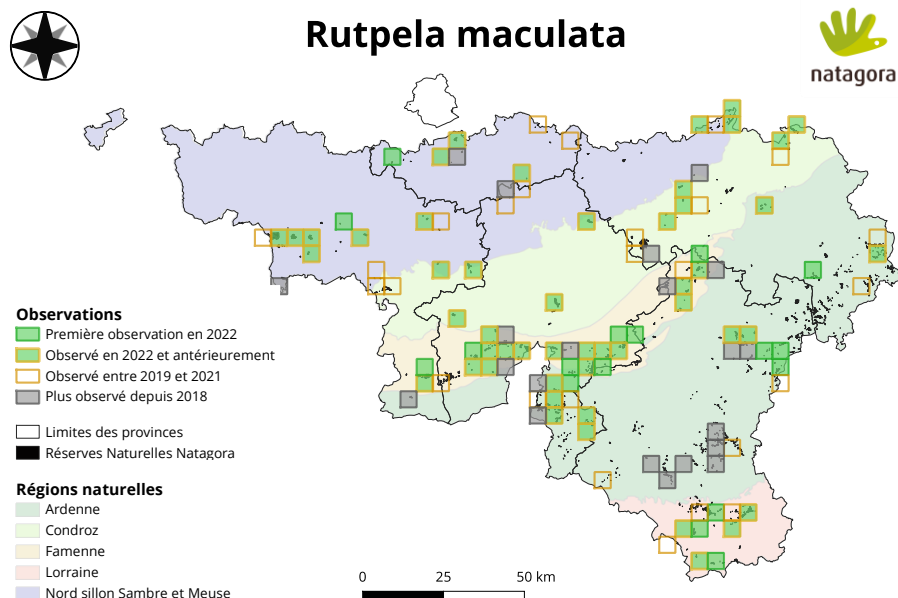 Rutpela maculata
natagora
Observations
Première observation en 2022
Observé en 2022 et antérieurement
Observé entre 2019 et 2021
Plus observé depuis 2018
Limites des provinces
Réserves Naturelles Natagora
Régions naturelles
Ardenne
Condroz
Famenne
Lorraine
Nord sillon Sambre et Meuse
0 25 50 km